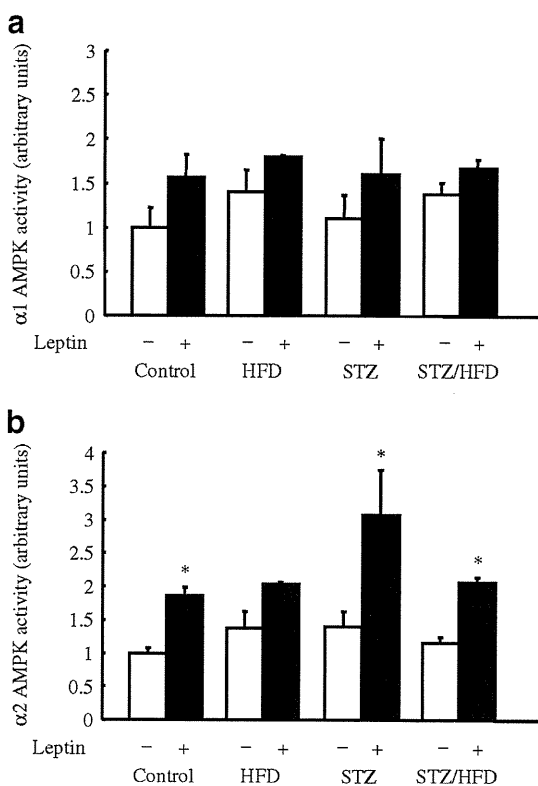 a
α1 AMPK activity (arbitrary units)
3
2.5
2
1.5
1
0.5
0
Leptin − + − + − + − +
Control HFD STZ STZ/HFD
b
α2 AMPK activity (arbitrary units)
4
3.5
3
2.5
2
1.5
1
0.5
0
* * *
Leptin − + − + − + − +
Control HFD STZ STZ/HFD